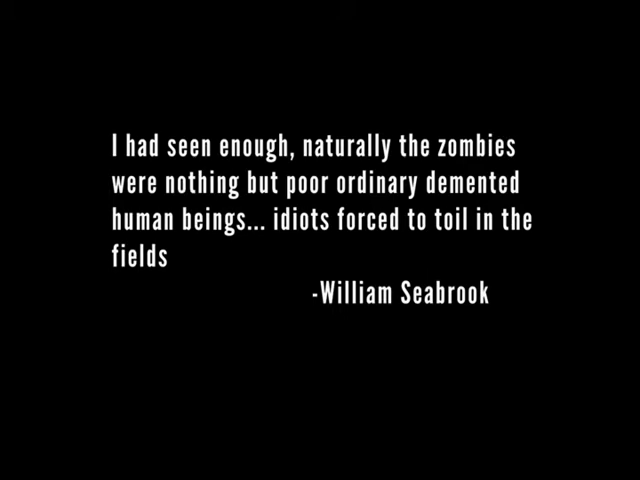 I had seen enough, naturally the zombies
were nothing but poor ordinary demented
human beings... idiots forced to toil in the
fields
-William Seabrook